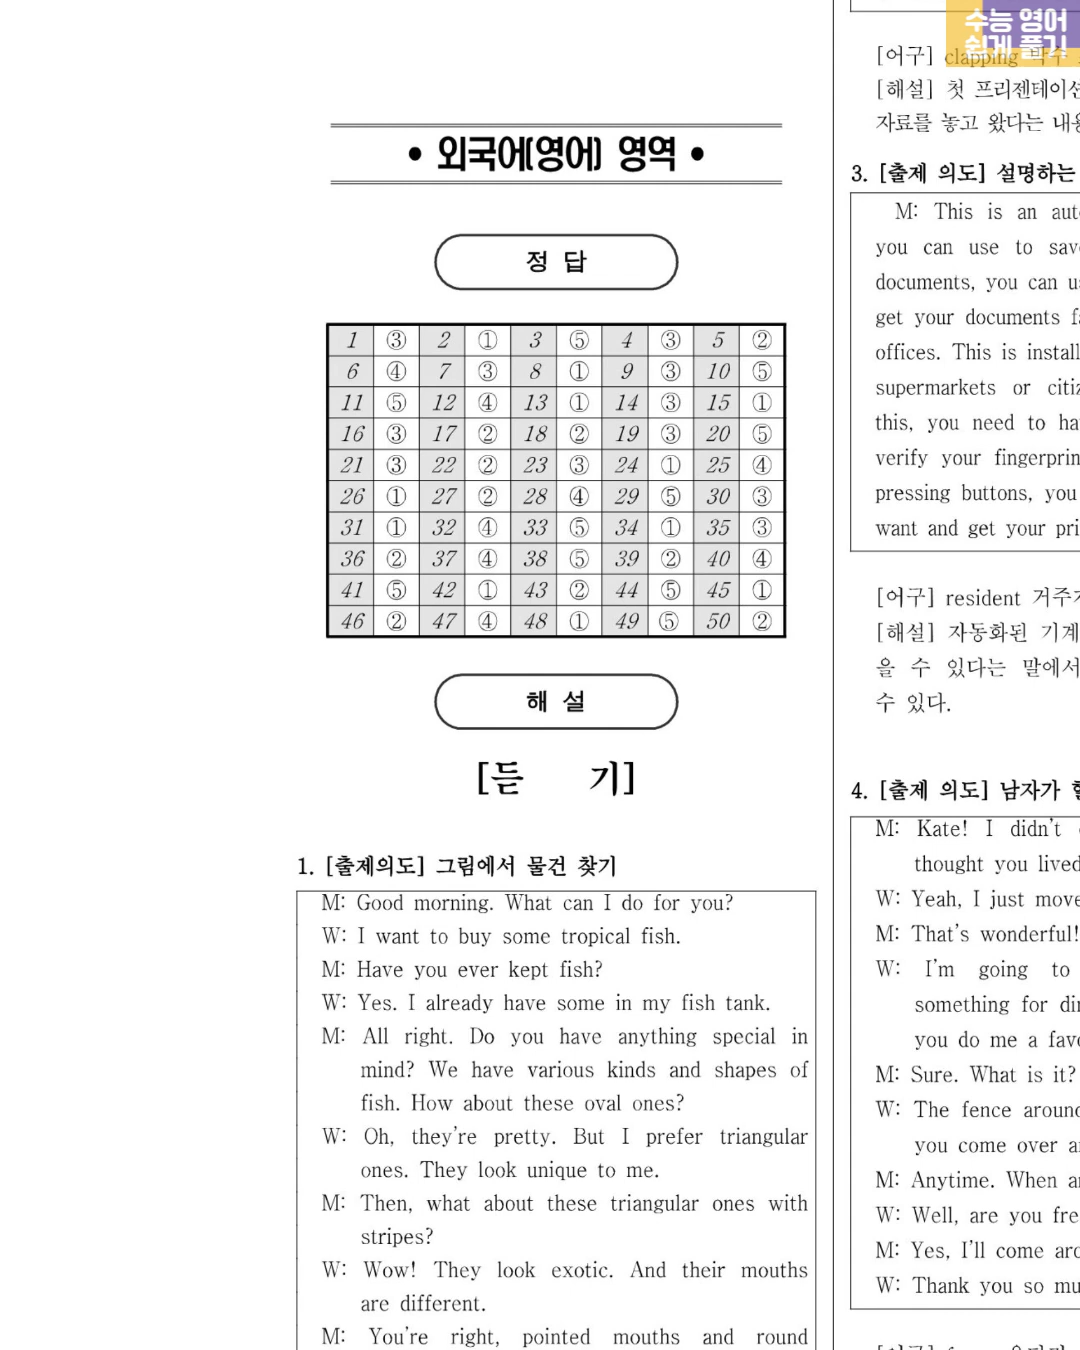 • 외국어(영어) 영역 •
정 답
1 ③ 2 ① 3 ⑤ 4 ③ 5 ②
6 ④ 7 ③ 8 ① 9 ③ 10 ⑤
11 ⑤ 12 ④ 13 ① 14 ③ 15 ①
16 ③ 17 ② 18 ② 19 ③ 20 ⑤
21 ③ 22 ② 23 ③ 24 ① 25 ④
26 ① 27 ② 28 ④ 29 ⑤ 30 ③
31 ① 32 ④ 33 ⑤ 34 ① 35 ③
36 ② 37 ④ 38 ⑤ 39 ② 40 ④
41 ⑤ 42 ① 43 ② 44 ⑤ 45 ①
46 ② 47 ④ 48 ① 49 ⑤ 50 ②
해 설
[듣 기]
1. [출제의도] 그림에서 물건 찾기
M: Good morning. What can I do for you?
W: I want to buy some tropical fish.
M: Have you ever kept fish?
W: Yes. I already have some in my fish tank.
M: All right. Do you have anything special in
mind? We have various kinds and shapes of
fish. How about these oval ones?
W: Oh, they're pretty. But I prefer triangular
ones. They look unique to me.
M: Then, what about these triangular ones with
stripes?
W: Wow! They look exotic. And their mouths
are different.
M: You're right, pointed mouths and round
수능 영어
쉽게 풀기
[어구] clapping 박수
[해설] 첫 프리젠테이션
자료를 놓고 왔다는 내용
3. [출제 의도] 설명하는
M: This is an
you can use to
documents, you can
get your documents
offices. This is
supermarkets or
this, you need to
verify your
pressing buttons, you
want and get your
[어구] resident
[해설] 자동화된 기계
을 수 있다는 말에서
수 있다.
4. [출제 의도] 남자가
M: Kate! I didn't
thought you lived
W: Yeah, I just
M: That's wonderful!
W: I'm going to
something for
you do me a
M: Sure. What is it?
W: The fence
you come over
M: Anytime. When
W: Well, are you
M: Yes, I'll come
W: Thank you so